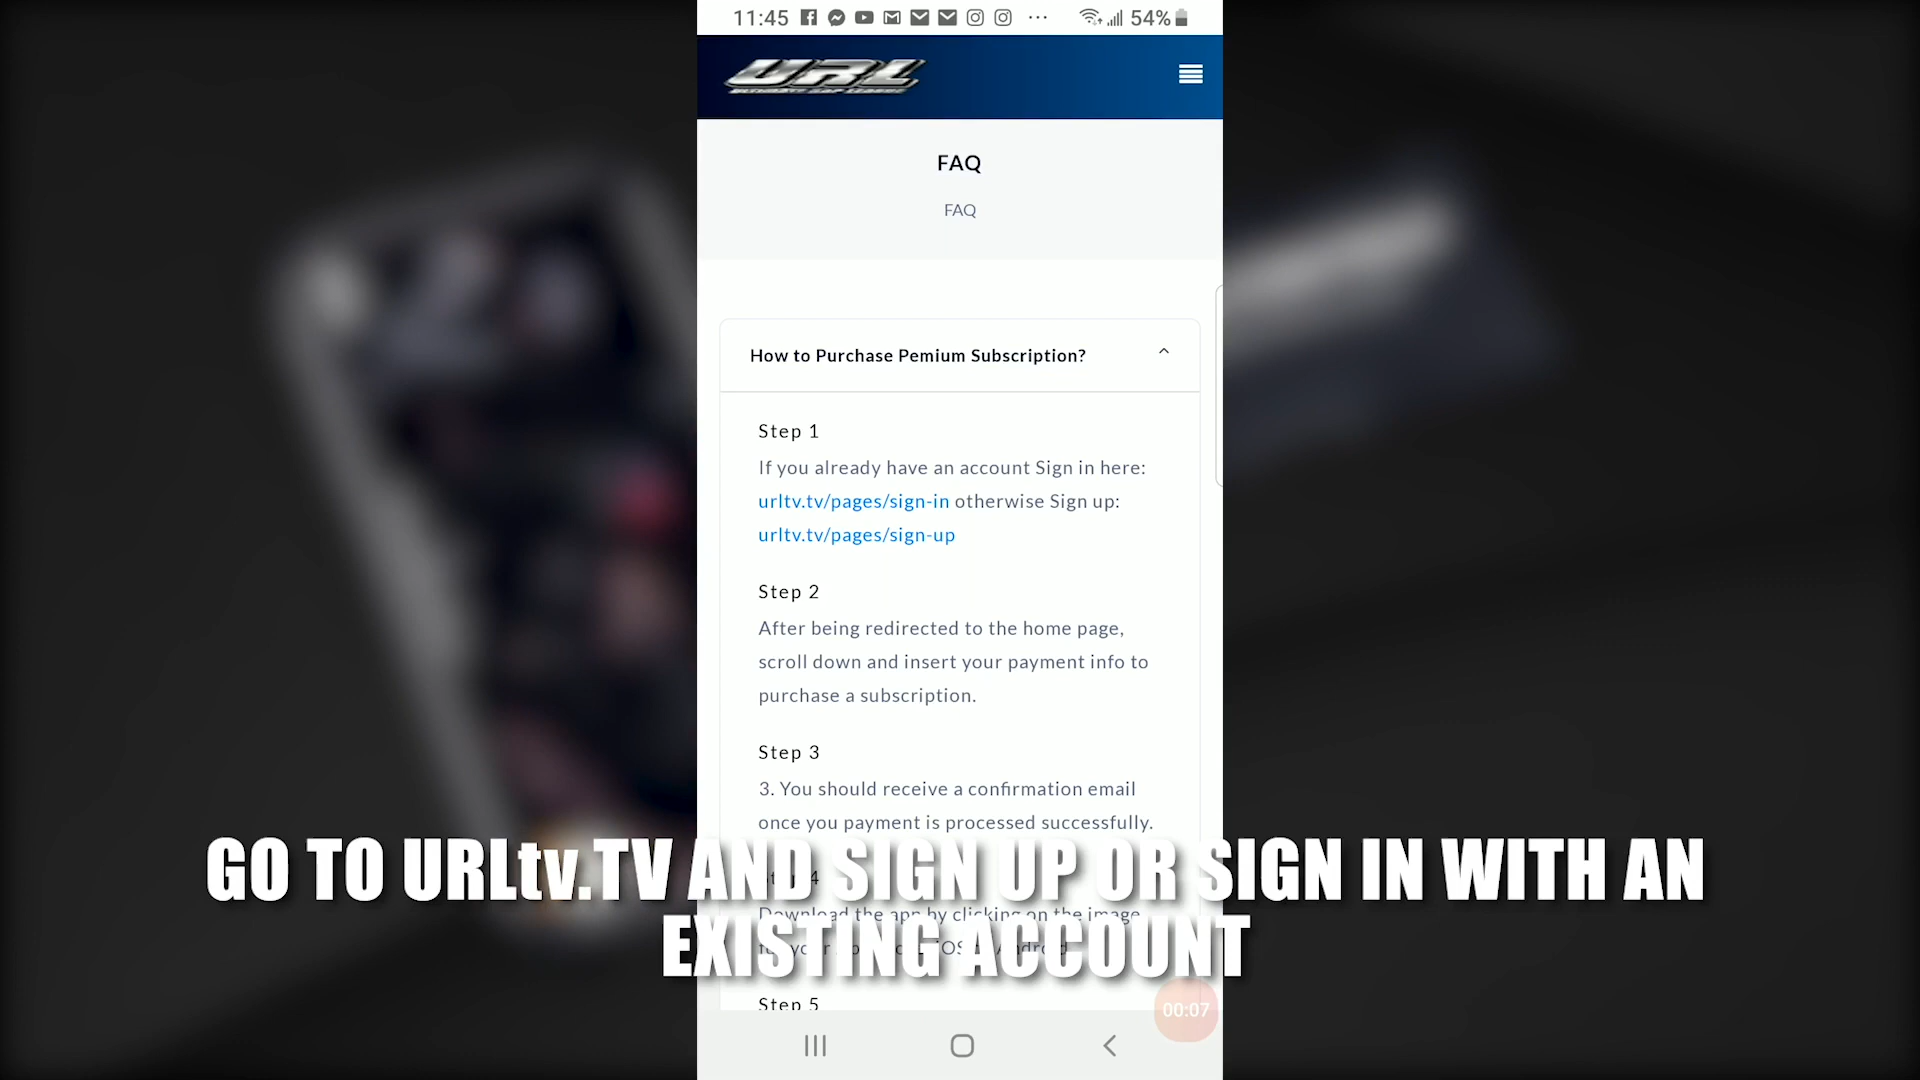 11:45
54%
URL
ULTIMATE RAP LEAGUE
FAQ
FAQ
How to Purchase Pemium Subscription?
Step 1
If you already have an account Sign in here:
urltv.tv/pages/sign-in otherwise Sign up:
urltv.tv/pages/sign-up
Step 2
After being redirected to the home page,
scroll down and insert your payment info to
purchase a subscription.
Step 3
3. You should receive a confirmation email
once you payment is processed successfully.
Step 4
Download the app by clicking on the image
Step 5
GO TO URLtv.TV AND SIGN UP OR SIGN IN WITH AN
EXISTING ACCOUNT
00:07